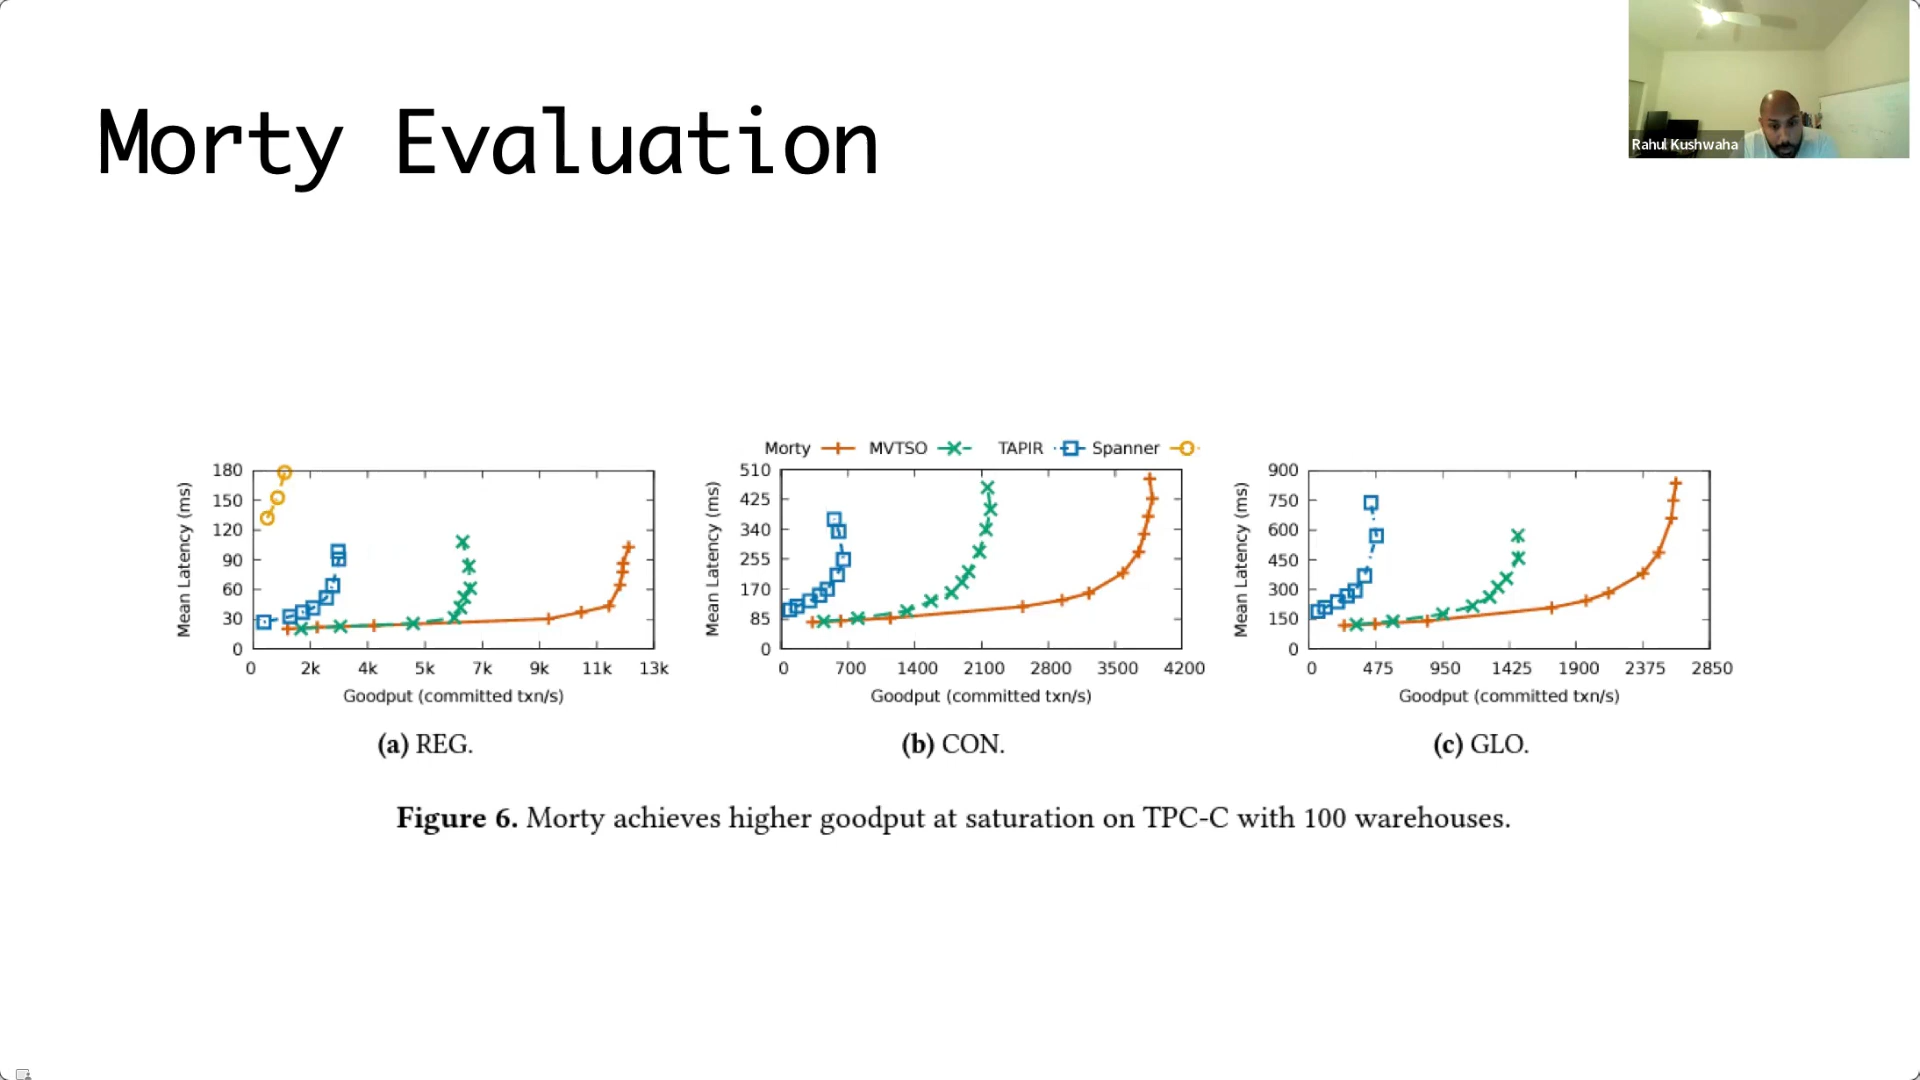 Morty Evaluation
Rahul Kushwaha
Morty MVTSO TAPIR Spanner
180
150
120
90
60
30
0
Mean Latency (ms)
0 2k 4k 5k 7k 9k 11k 13k
Goodput (committed txn/s)
(a) REG.
510
425
340
255
170
85
0
Mean Latency (ms)
0 700 1400 2100 2800 3500 4200
Goodput (committed txn/s)
(b) CON.
900
750
600
450
300
150
0
Mean Latency (ms)
0 475 950 1425 1900 2375 2850
Goodput (committed txn/s)
(c) GLO.
Figure 6. Morty achieves higher goodput at saturation on TPC-C with 100 warehouses.